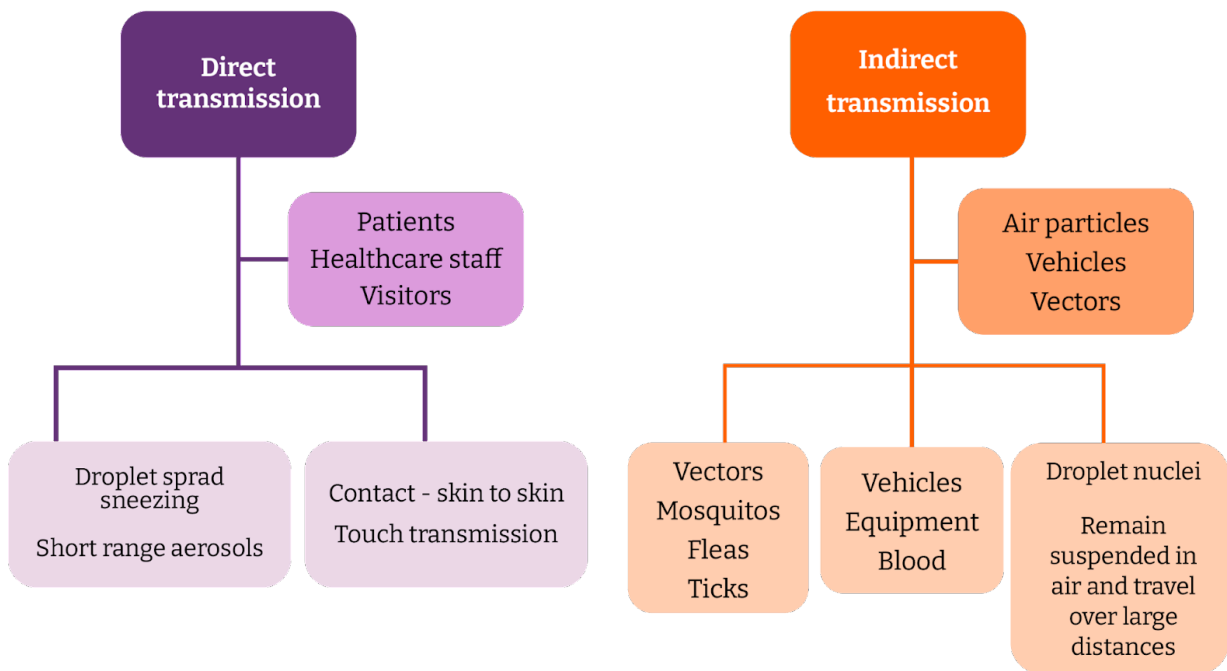 Direct
transmission
Patients
Healthcare staff
Visitors
Droplet sprad
sneezing
Short range aerosols
Contact - skin to skin
Touch transmission
Indirect
transmission
Air particles
Vehicles
Vectors
Vectors
Mosquitos
Fleas
Ticks
Vehicles
Equipment
Blood
Droplet nuclei
Remain
suspended in
air and travel
over large
distances